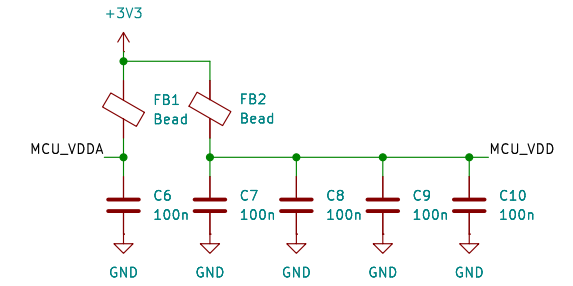 +3V3
FB1
Bead
FB2
Bead
MCU_VDDA
MCU_VDD
C6
100n
C7
100n
C8
100n
C9
100n
C10
100n
GND
GND
GND
GND
GND